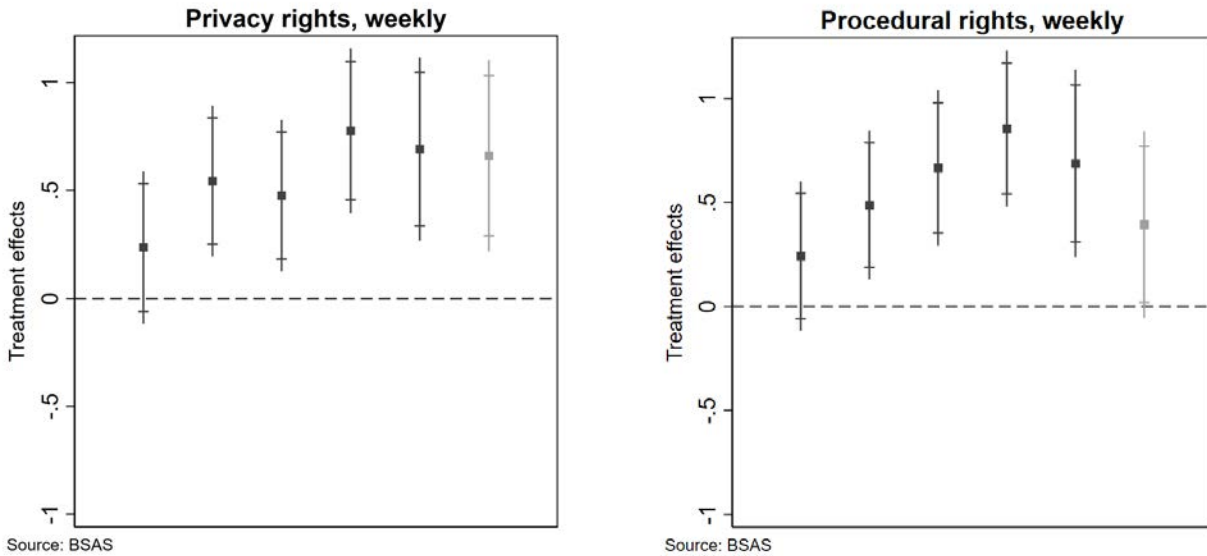 Privacy rights, weekly
Treatment effects
1
.5
0
-.5
-1
Source: BSAS
Procedural rights, weekly
Treatment effects
1
.5
0
-.5
-1
Source: BSAS